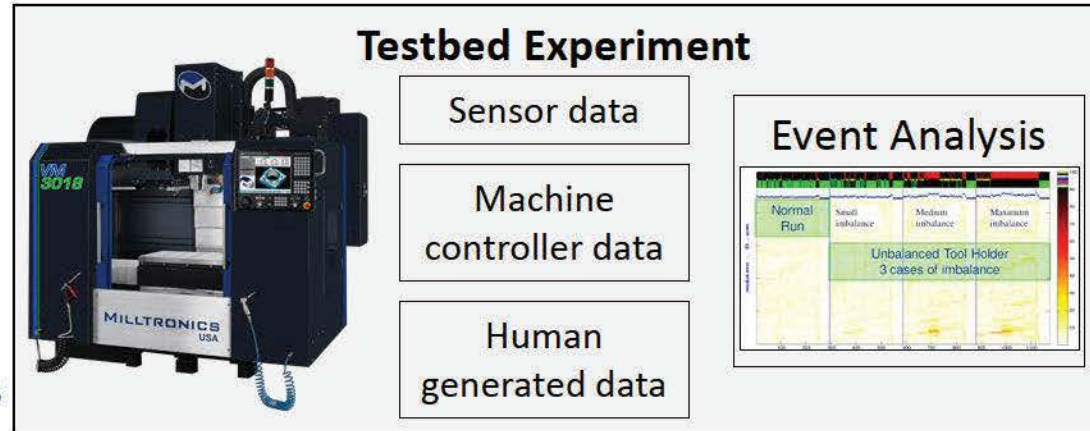 Testbed Experiment
VM
3018
MILLTRONICS
USA
Sensor data
Machine
controller data
Human
generated data
Event Analysis
Normal
Run
Small
imbalance
Medium
imbalance
Maximum
imbalance
Unbalanced Tool Holder
3 cases of imbalance